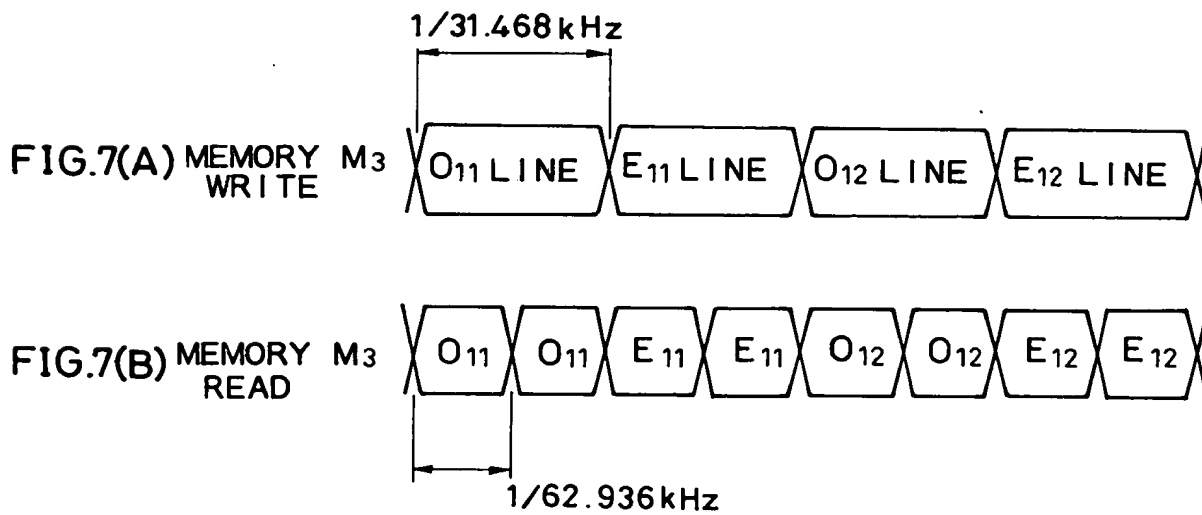 1/31.468kHz
FIG.7(A) MEMORY WRITE M₃ O₁₁ LINE E₁₁ LINE O₁₂ LINE E₁₂ LINE
FIG.7(B) MEMORY READ M₃ O₁₁ O₁₁ E₁₁ E₁₁ O₁₂ O₁₂ E₁₂ E₁₂
1/62.936kHz